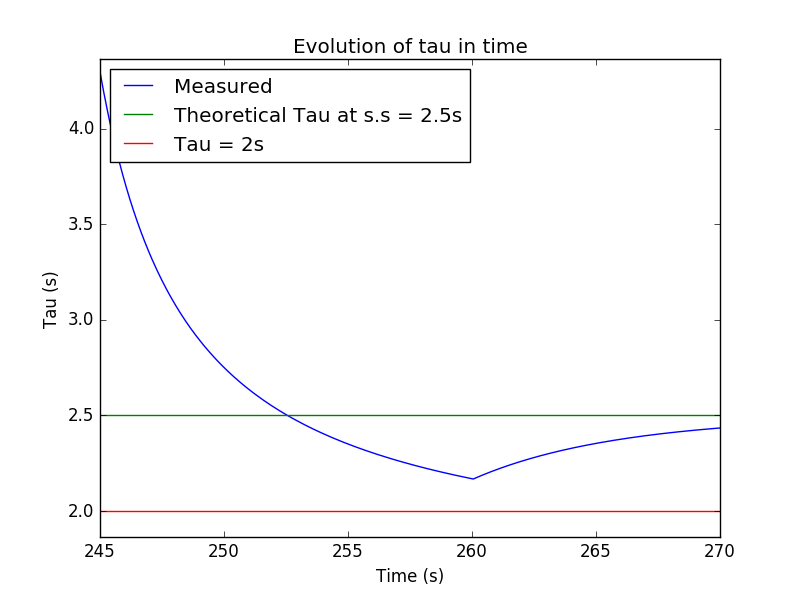 Evolution of tau in time
Measured
Theoretical Tau at s.s = 2.5s
Tau = 2s
4.0
3.5
3.0
2.5
2.0
Tau (s)
245 250 255 260 265 270
Time (s)